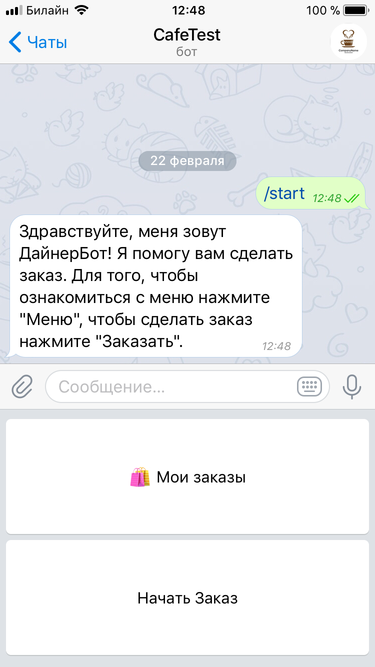 Билайн 12:48 100 %
Чаты CafeTest
бот
22 февраля
/start 12:48
Здравствуйте, меня зовут
ДайнерБот! Я помогу вам сделать
заказ. Для того, чтобы
ознакомиться с меню нажмите
"Меню", чтобы сделать заказ
нажмите "Заказать".
12:48
Сообщение...
Мои заказы
Начать Заказ